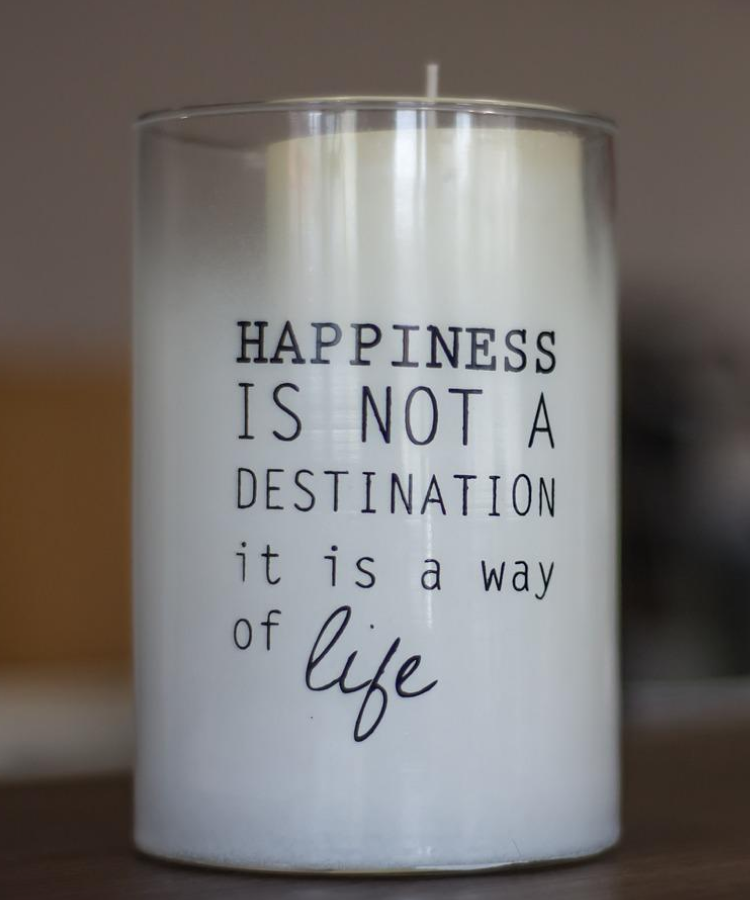 HAPPINESS
IS NOT A
DESTINATION
it is a way
of life